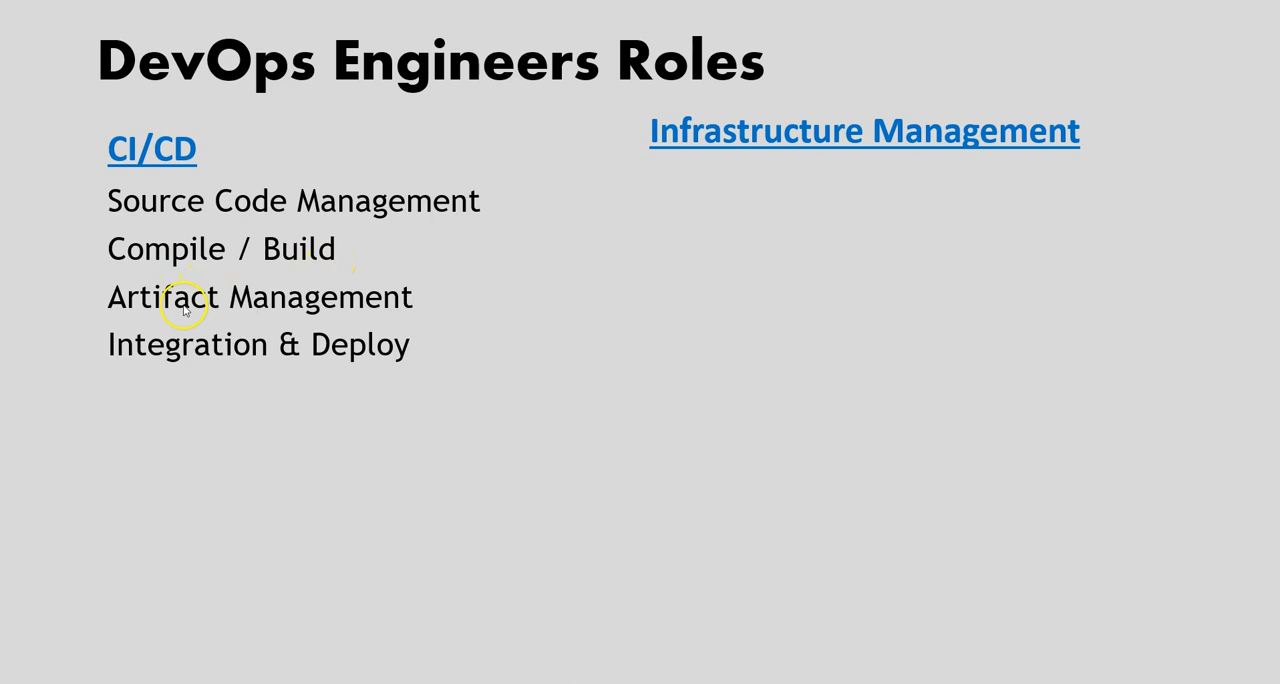 DevOps Engineers Roles
CI/CD
Source Code Management
Compile / Build
Artifact Management
Integration & Deploy
Infrastructure Management